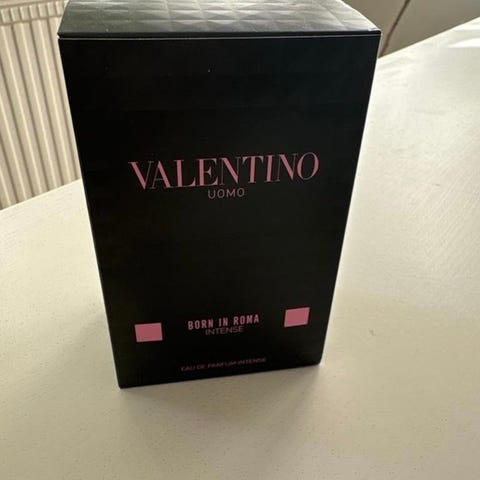 VALENTINO
UOMO
BORN IN ROMA
INTENSE
EAU DE PARFUM INTENSE